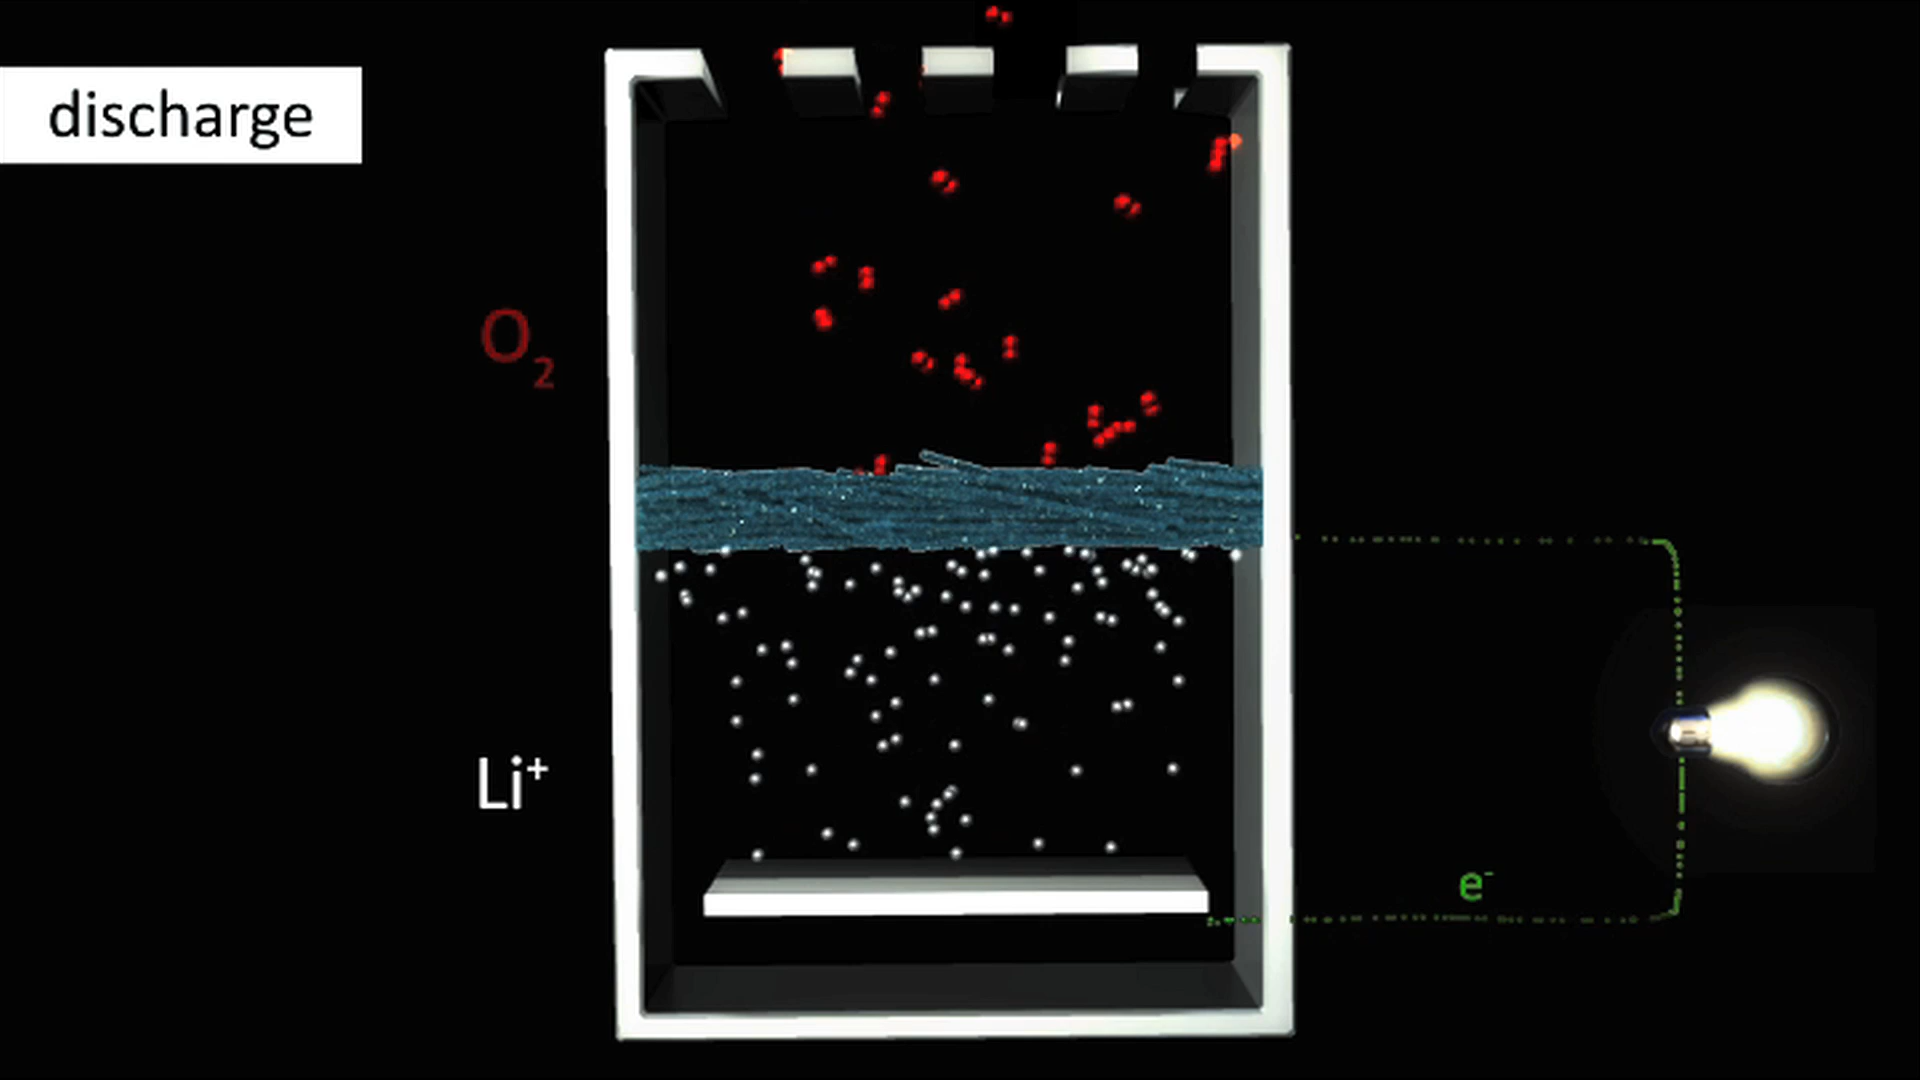 discharge
O₂
Li⁺
e⁻